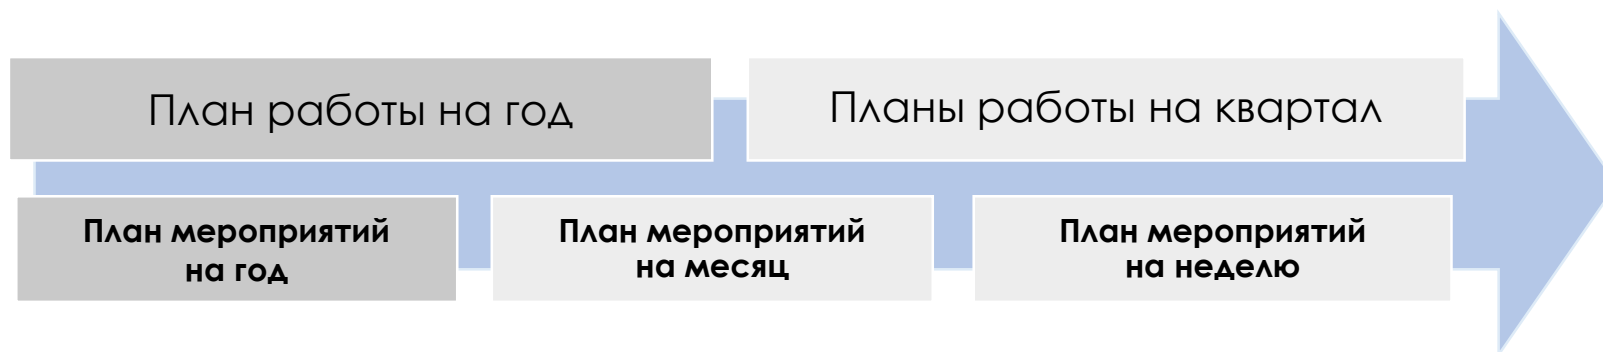 План работы на год
Планы работы на квартал
План мероприятий
на год
План мероприятий
на месяц
План мероприятий
на неделю